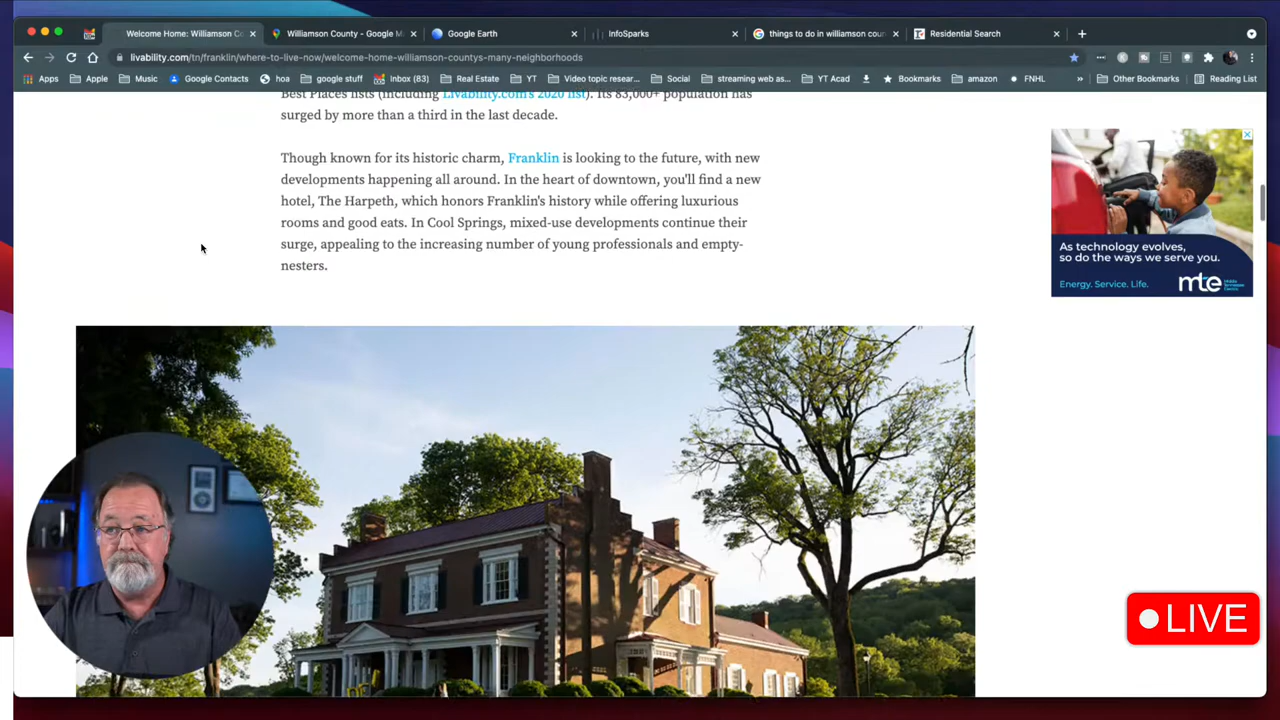 Welcome Home: Williamson Co
Williamson County - Google M
Google Earth
InfoSparks
things to do in williamson coun
Residential Search
livability.com/tn/franklin/where-to-live-now/welcome-home-williamson-countys-many-neighborhoods
Apps
Apple
Music
Google Contacts
hoa
google stuff
Inbox (83)
Real Estate
YT
Video topic resear...
Social
streaming web as...
YT Acad
Bookmarks
amazon
FNHL
»
Other Bookmarks
Reading List
Best Places lists (including Livability.com's 2020 list). Its 83,000+ population has
surged by more than a third in the last decade.
Though known for its historic charm, Franklin is looking to the future, with new
developments happening all around. In the heart of downtown, you'll find a new
hotel, The Harpeth, which honors Franklin's history while offering luxurious
rooms and good eats. In Cool Springs, mixed-use developments continue their
surge, appealing to the increasing number of young professionals and empty-
nesters.
As technology evolves,
so do the ways we serve you.
Energy. Service. Life.
mte
LIVE